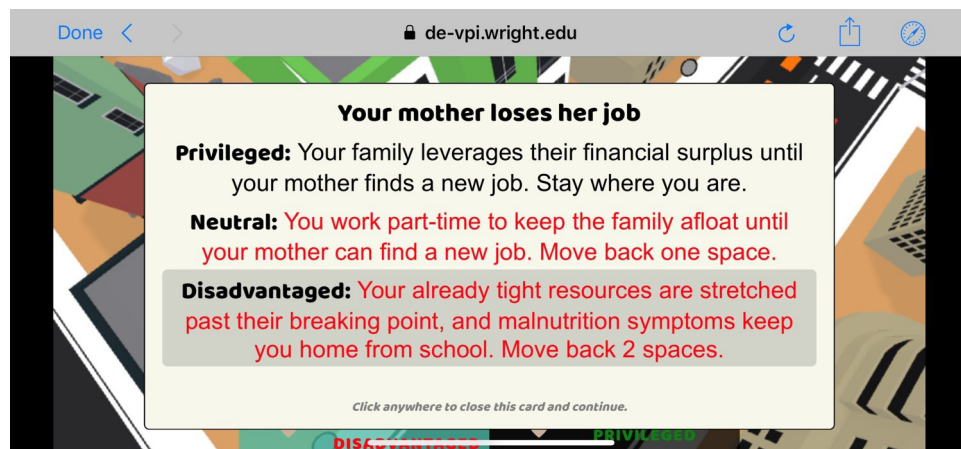 Done
de-vpi.wright.edu
Your mother loses her job
Privileged: Your family leverages their financial surplus until
your mother finds a new job. Stay where you are.
Neutral: You work part-time to keep the family afloat until
your mother can find a new job. Move back one space.
Disadvantaged: Your already tight resources are stretched
past their breaking point, and malnutrition symptoms keep
you home from school. Move back 2 spaces.
Click anywhere to close this card and continue.
DISADVANTAGED
PRIVILEGED